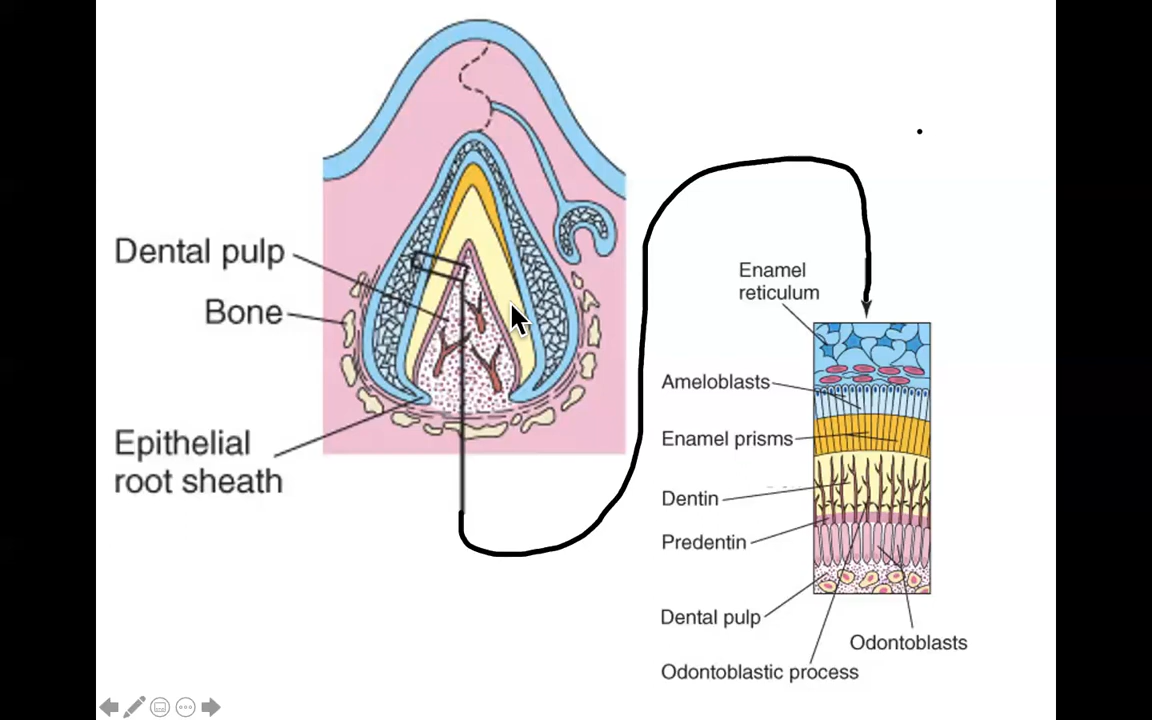 Dental pulp
Bone
Epithelial
root sheath
Enamel
reticulum
Ameloblasts
Enamel prisms
Dentin
Predentin
Dental pulp
Odontoblasts
Odontoblastic process